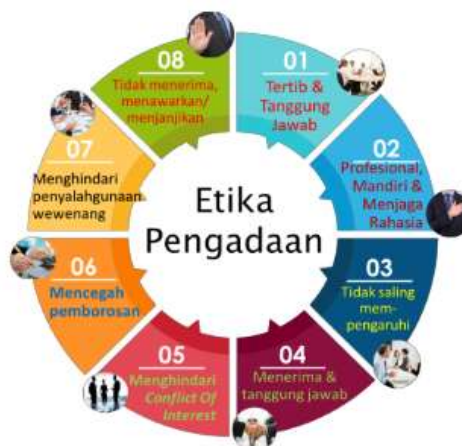 Etika
Pengadaan
01
Tertib &
Tanggung
Jawab
02
Profesional,
Mandiri &
Menjaga
Rahasia
03
Tidak saling
mem-
pengaruhi
04
Menerima &
tanggung jawab
05
Menghindari
Conflict Of
Interest
06
Mencegah
pemborosan
07
Menghindari
penyalahgunaan
wewenang
08
Tidak menerima,
menawarkan/
menjanjikan